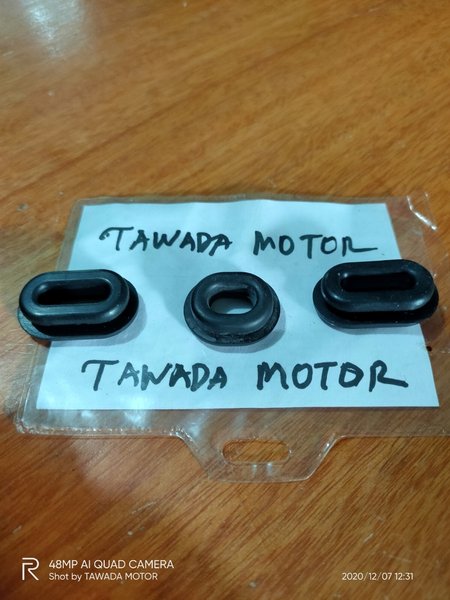 TAWADA MOTOR
TAWADA MOTOR
48MP AI QUAD CAMERA
Shot by TAWADA MOTOR
2020/12/07 12:31